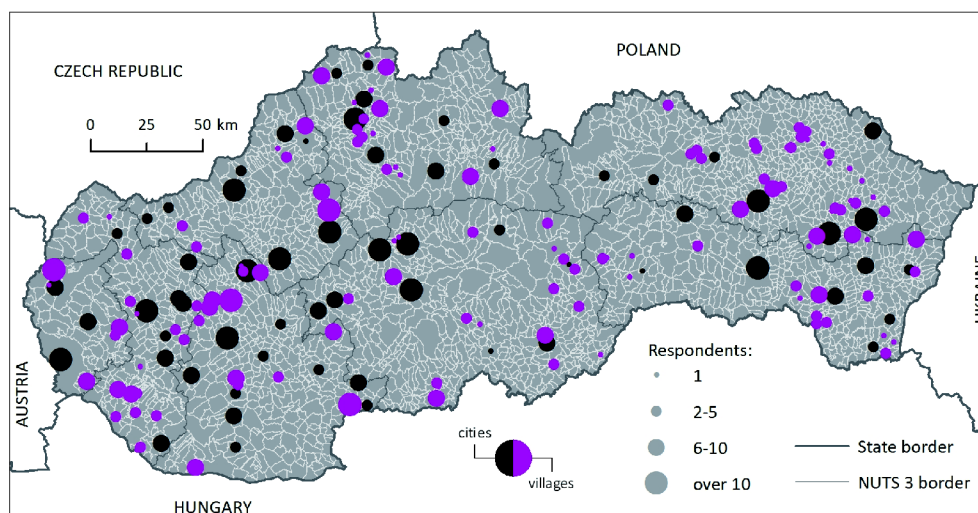 POLAND
CZECH REPUBLIC
0 25 50 km
UKRAINE
AUSTRIA
Respondents:
1
2-5
6-10
over 10
cities
villages
State border
NUTS 3 border
HUNGARY